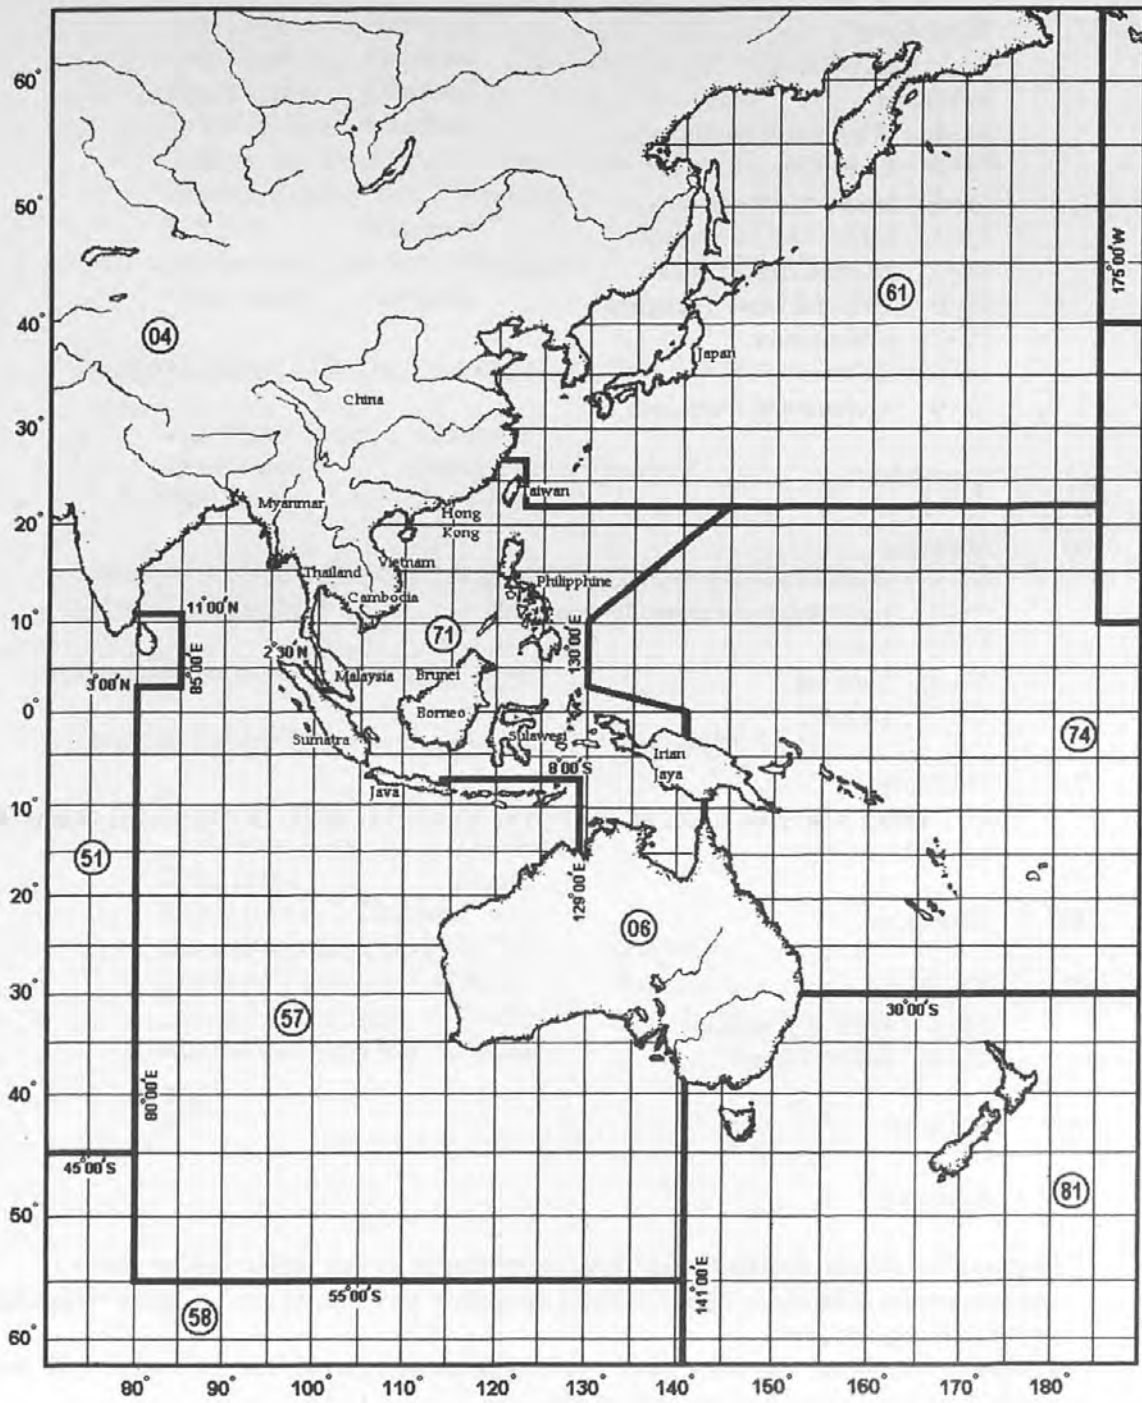 60°
50°
175°00'W
61
40°
04
Japan
China
30°
Taiwan
Myanmar
Hong
Kong
20°
Vietnam
Thailand
Philipphine
Cambodia
11°00'N
10°
71
130°00'E
2°30'N
85°00'E
Malaysia
Brunei
3°00'N
0°
Borneo
Sumatra
Sulawesi
Irian
Jaya
74
8°00'S
Java
10°
51
129°00'E
20°
06
30°
30°00'S
57
40°
80°00'E
45°00'S
81
50°
141°00'E
55°00'S
58
60°
80° 90° 100° 110° 120° 130° 140° 150° 160° 170° 180°